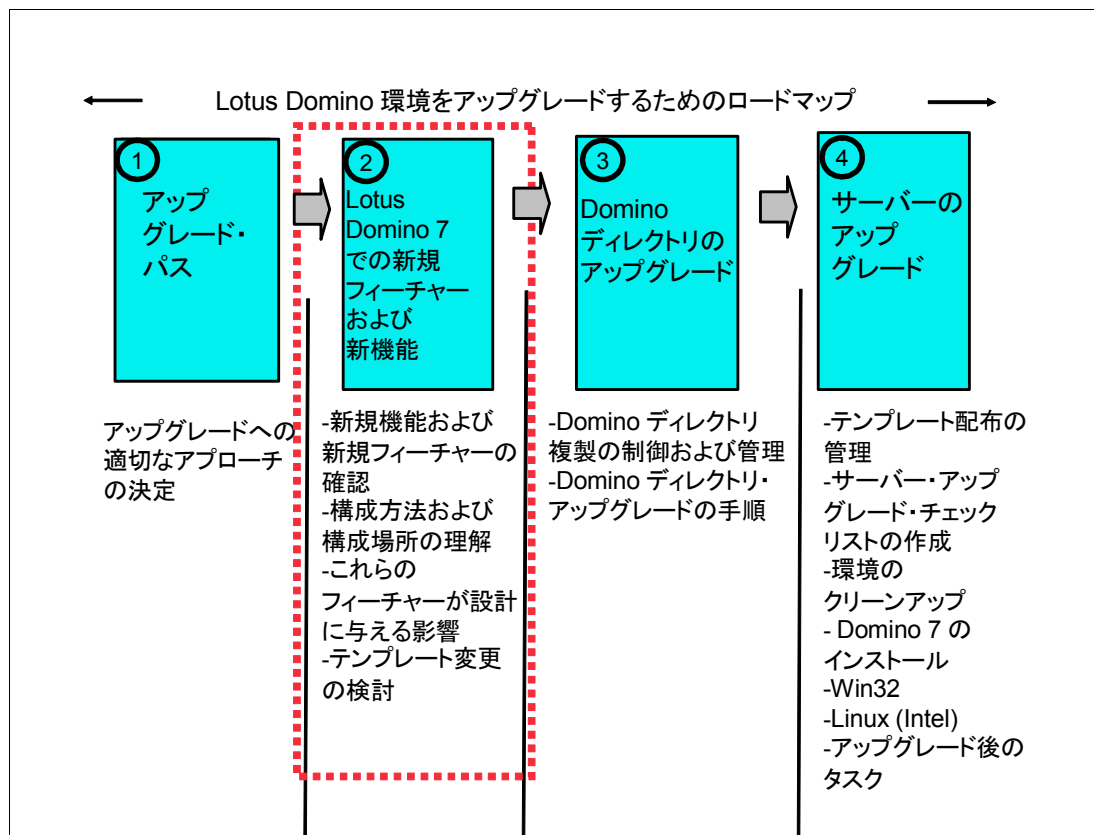 Lotus Domino 環境をアップグレードするためのロードマップ
1
アップ
グレード・
パス
アップグレードへの
適切なアプローチ
の決定
2
Lotus
Domino 7
での新規
フィーチャー
および
新機能
-新規機能および
新規フィーチャーの
確認
-構成方法および
構成場所の理解
-これらの
フィーチャーが設計
に与える影響
-テンプレート変更
の検討
3
Domino
ディレクトリの
アップグレード
-Domino ディレクトリ
複製の制御および管理
-Domino ディレクトリ・
アップグレードの手順
4
サーバーの
アップ
グレード
-テンプレート配布の
管理
-サーバー・アップ
グレード・チェック
リストの作成
-環境の
クリーンアップ
- Domino 7 の
インストール
-Win32
-Linux (Intel)
-アップグレード後の
タスク